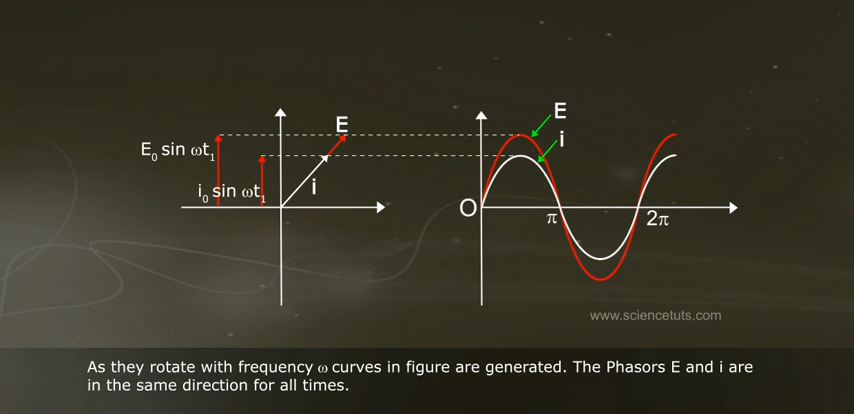 E
E
i
E₀ sin ωt₁
i₀ sin ωt₁
i
O
π
2π
www.sciencetuts.com
As they rotate with frequency ω curves in figure are generated. The Phasors E and i are
in the same direction for all times.